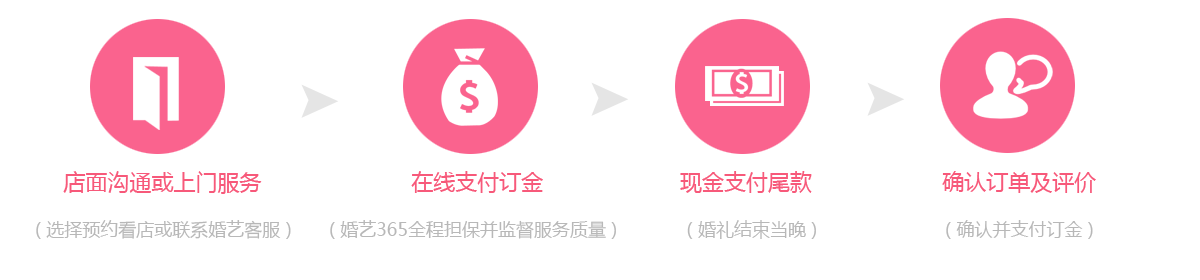 店面沟通或上门服务
在线支付订金
现金支付尾款
确认订单及评价
（选择预约看店或联系婚艺客服）
（婚艺365全程担保并监督服务质量）
（婚礼结束当晚）
（确认并支付订金）